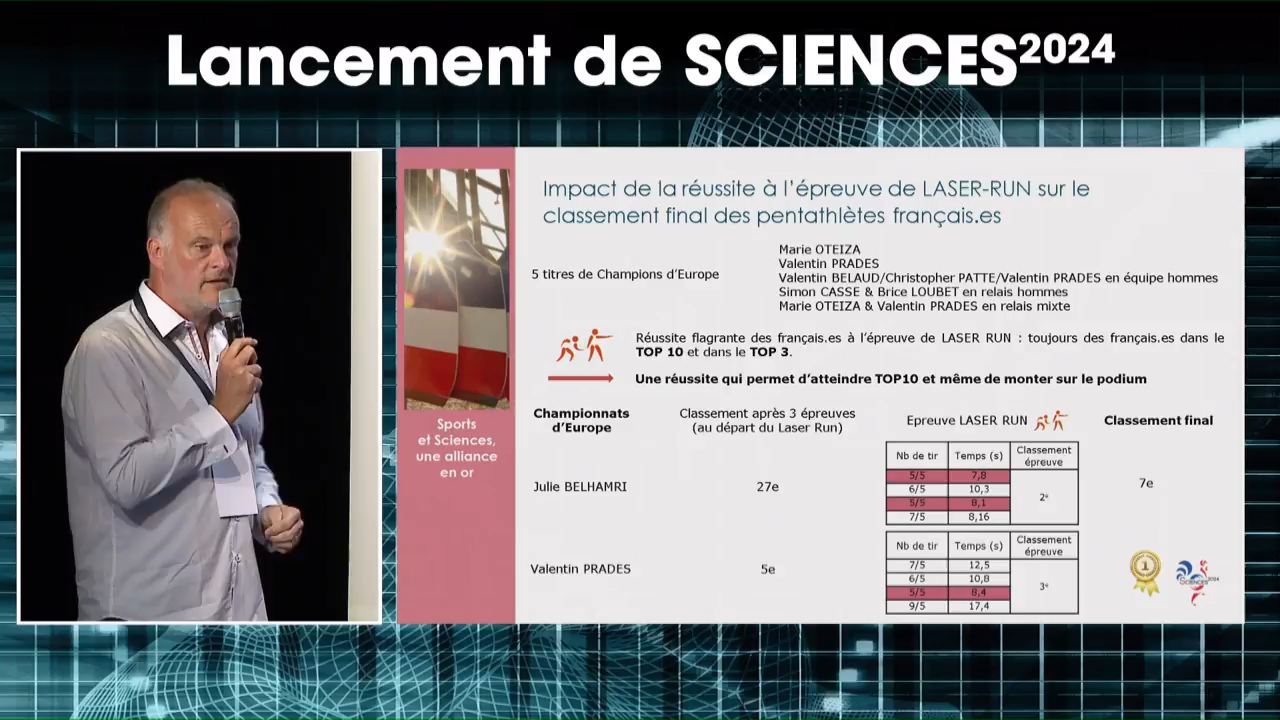 Lancement de SCIENCES2024
Impact de la réussite à l'épreuve de LASER-RUN sur le
classement final des pentathlètes français.es
5 titres de Champions d'Europe
Marie OTEIZA
Valentin PRADES
Valentin BELAUD/Christopher PATTE/Valentin PRADES en équipe hommes
Simon CASSE & Brice LOUBET en relais hommes
Marie OTEIZA & Valentin PRADES en relais mixte
Réussite flagrante des français.es à l'épreuve de LASER RUN : toujours des français.es dans le
TOP 10 et dans le TOP 3.
Une réussite qui permet d'atteindre TOP10 et même de monter sur le podium
Sports
et Sciences,
une alliance
en or
Championnats
d'Europe
Classement après 3 épreuves
(au départ du Laser Run)
Epreuve LASER RUN
Classement final
Julie BELHAMRI
27e
Nb de tir Temps (s) Classement
épreuve
5/5 7,8
6/5 10,3
5/5 8,1
7/5 8,16
2e
7e
Valentin PRADES
5e
Nb de tir Temps (s) Classement
épreuve
7/5 12,5
6/5 10,8
5/5 8,4
9/5 17,4
3e
1
SCIENCES 2024